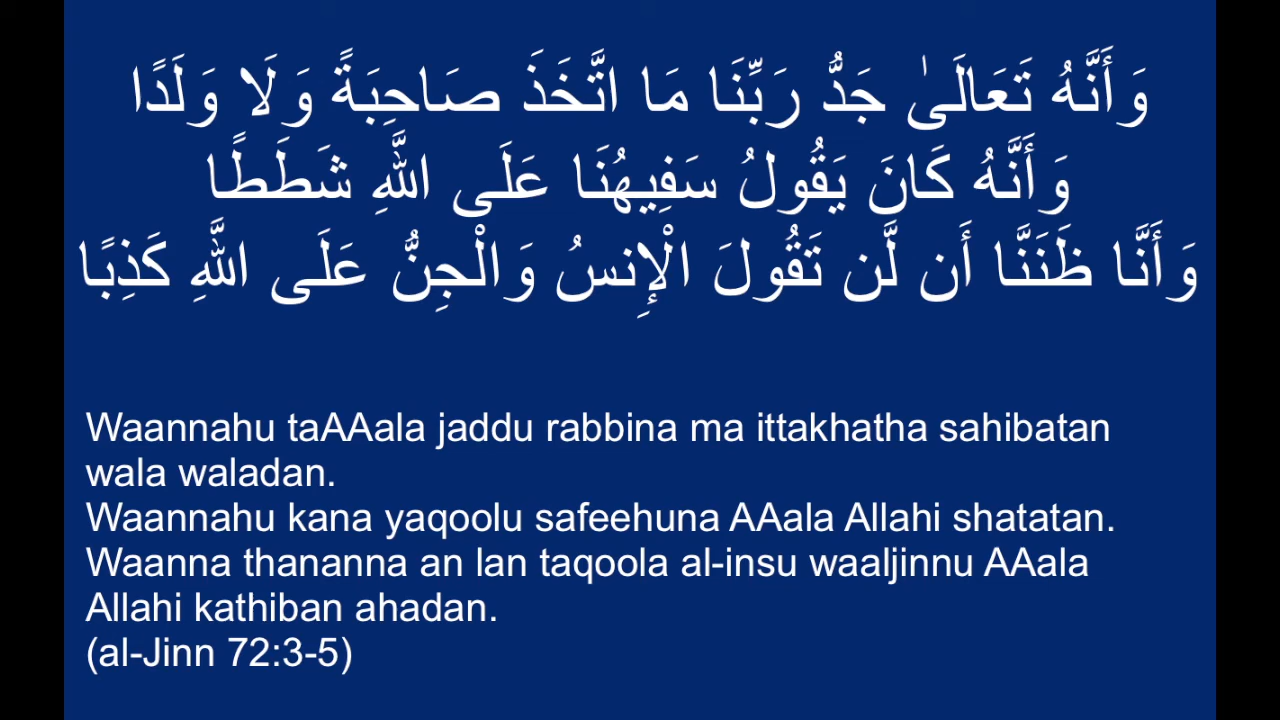 وَأَنَّهُ تَعَالَىٰ جَدُّ رَبِّنَا مَا اتَّخَذَ صَاحِبَةً وَلَا وَلَدًا
وَأَنَّهُ كَانَ يَقُولُ سَفِيهُنَا عَلَى اللَّهِ شَطَطًا
وَأَنَّا ظَنَنَّا أَن لَّن تَقُولَ الْإِنسُ وَالْجِنُّ عَلَى اللَّهِ كَذِبًا
Waannahu taAAala jaddu rabbina ma ittakhatha sahibatan
wala waladan.
Waannahu kana yaqoolu safeehuna AAala Allahi shatatan.
Waanna thananna an lan taqoola al-insu waaljinnu AAala
Allahi kathiban ahadan.
(al-Jinn 72:3-5)